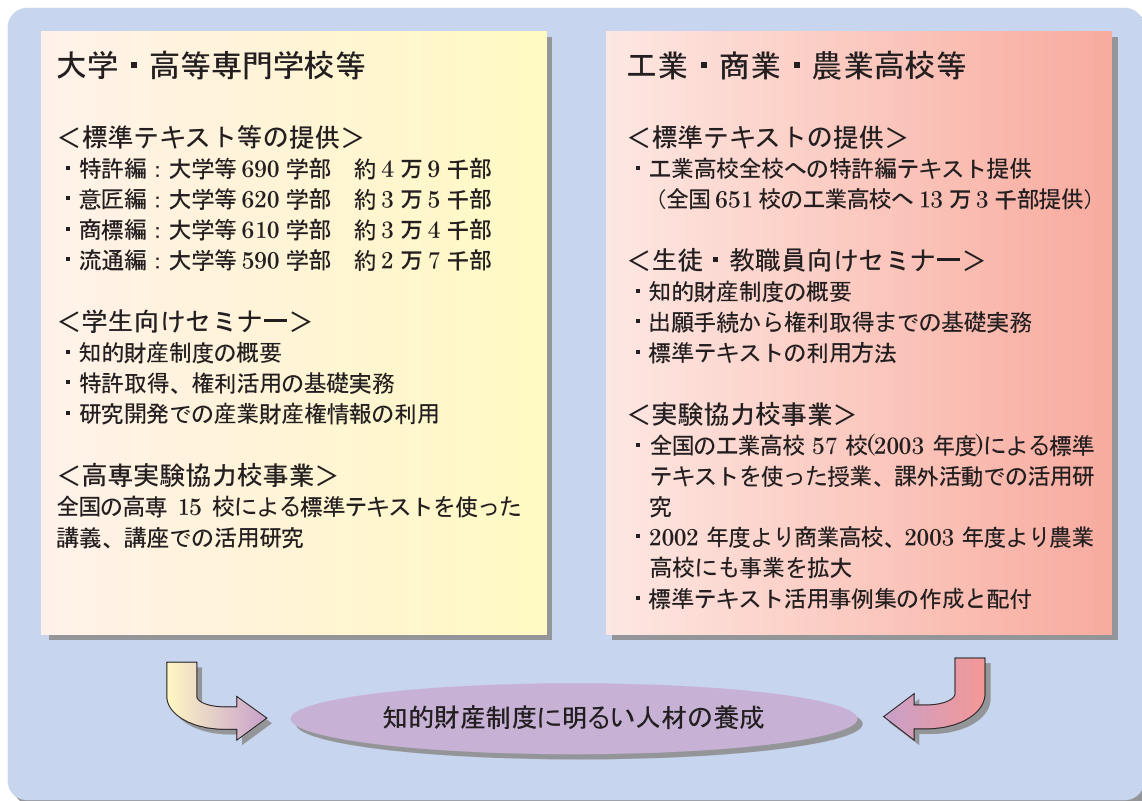 大学・高等専門学校等
＜標準テキスト等の提供＞
・特許編：大学等 690 学部　約 4 万 9 千部
・意匠編：大学等 620 学部　約 3 万 5 千部
・商標編：大学等 610 学部　約 3 万 4 千部
・流通編：大学等 590 学部　約 2 万 7 千部
＜学生向けセミナー＞
・知的財産制度の概要
・特許取得、権利活用の基礎実務
・研究開発での産業財産権情報の利用
＜高専実験協力校事業＞
全国の高専 15 校による標準テキストを使った
講義、講座での活用研究
工業・商業・農業高校等
＜標準テキストの提供＞
・工業高校全校への特許編テキスト提供
（全国 651 校の工業高校へ 13 万 3 千部提供）
＜生徒・教職員向けセミナー＞
・知的財産制度の概要
・出願手続から権利取得までの基礎実務
・標準テキストの利用方法
＜実験協力校事業＞
・全国の工業高校 57 校(2003 年度)による標準
テキストを使った授業、課外活動での活用研
究
・2002 年度より商業高校、2003 年度より農業
高校にも事業を拡大
・標準テキスト活用事例集の作成と配付
知的財産制度に明るい人材の養成